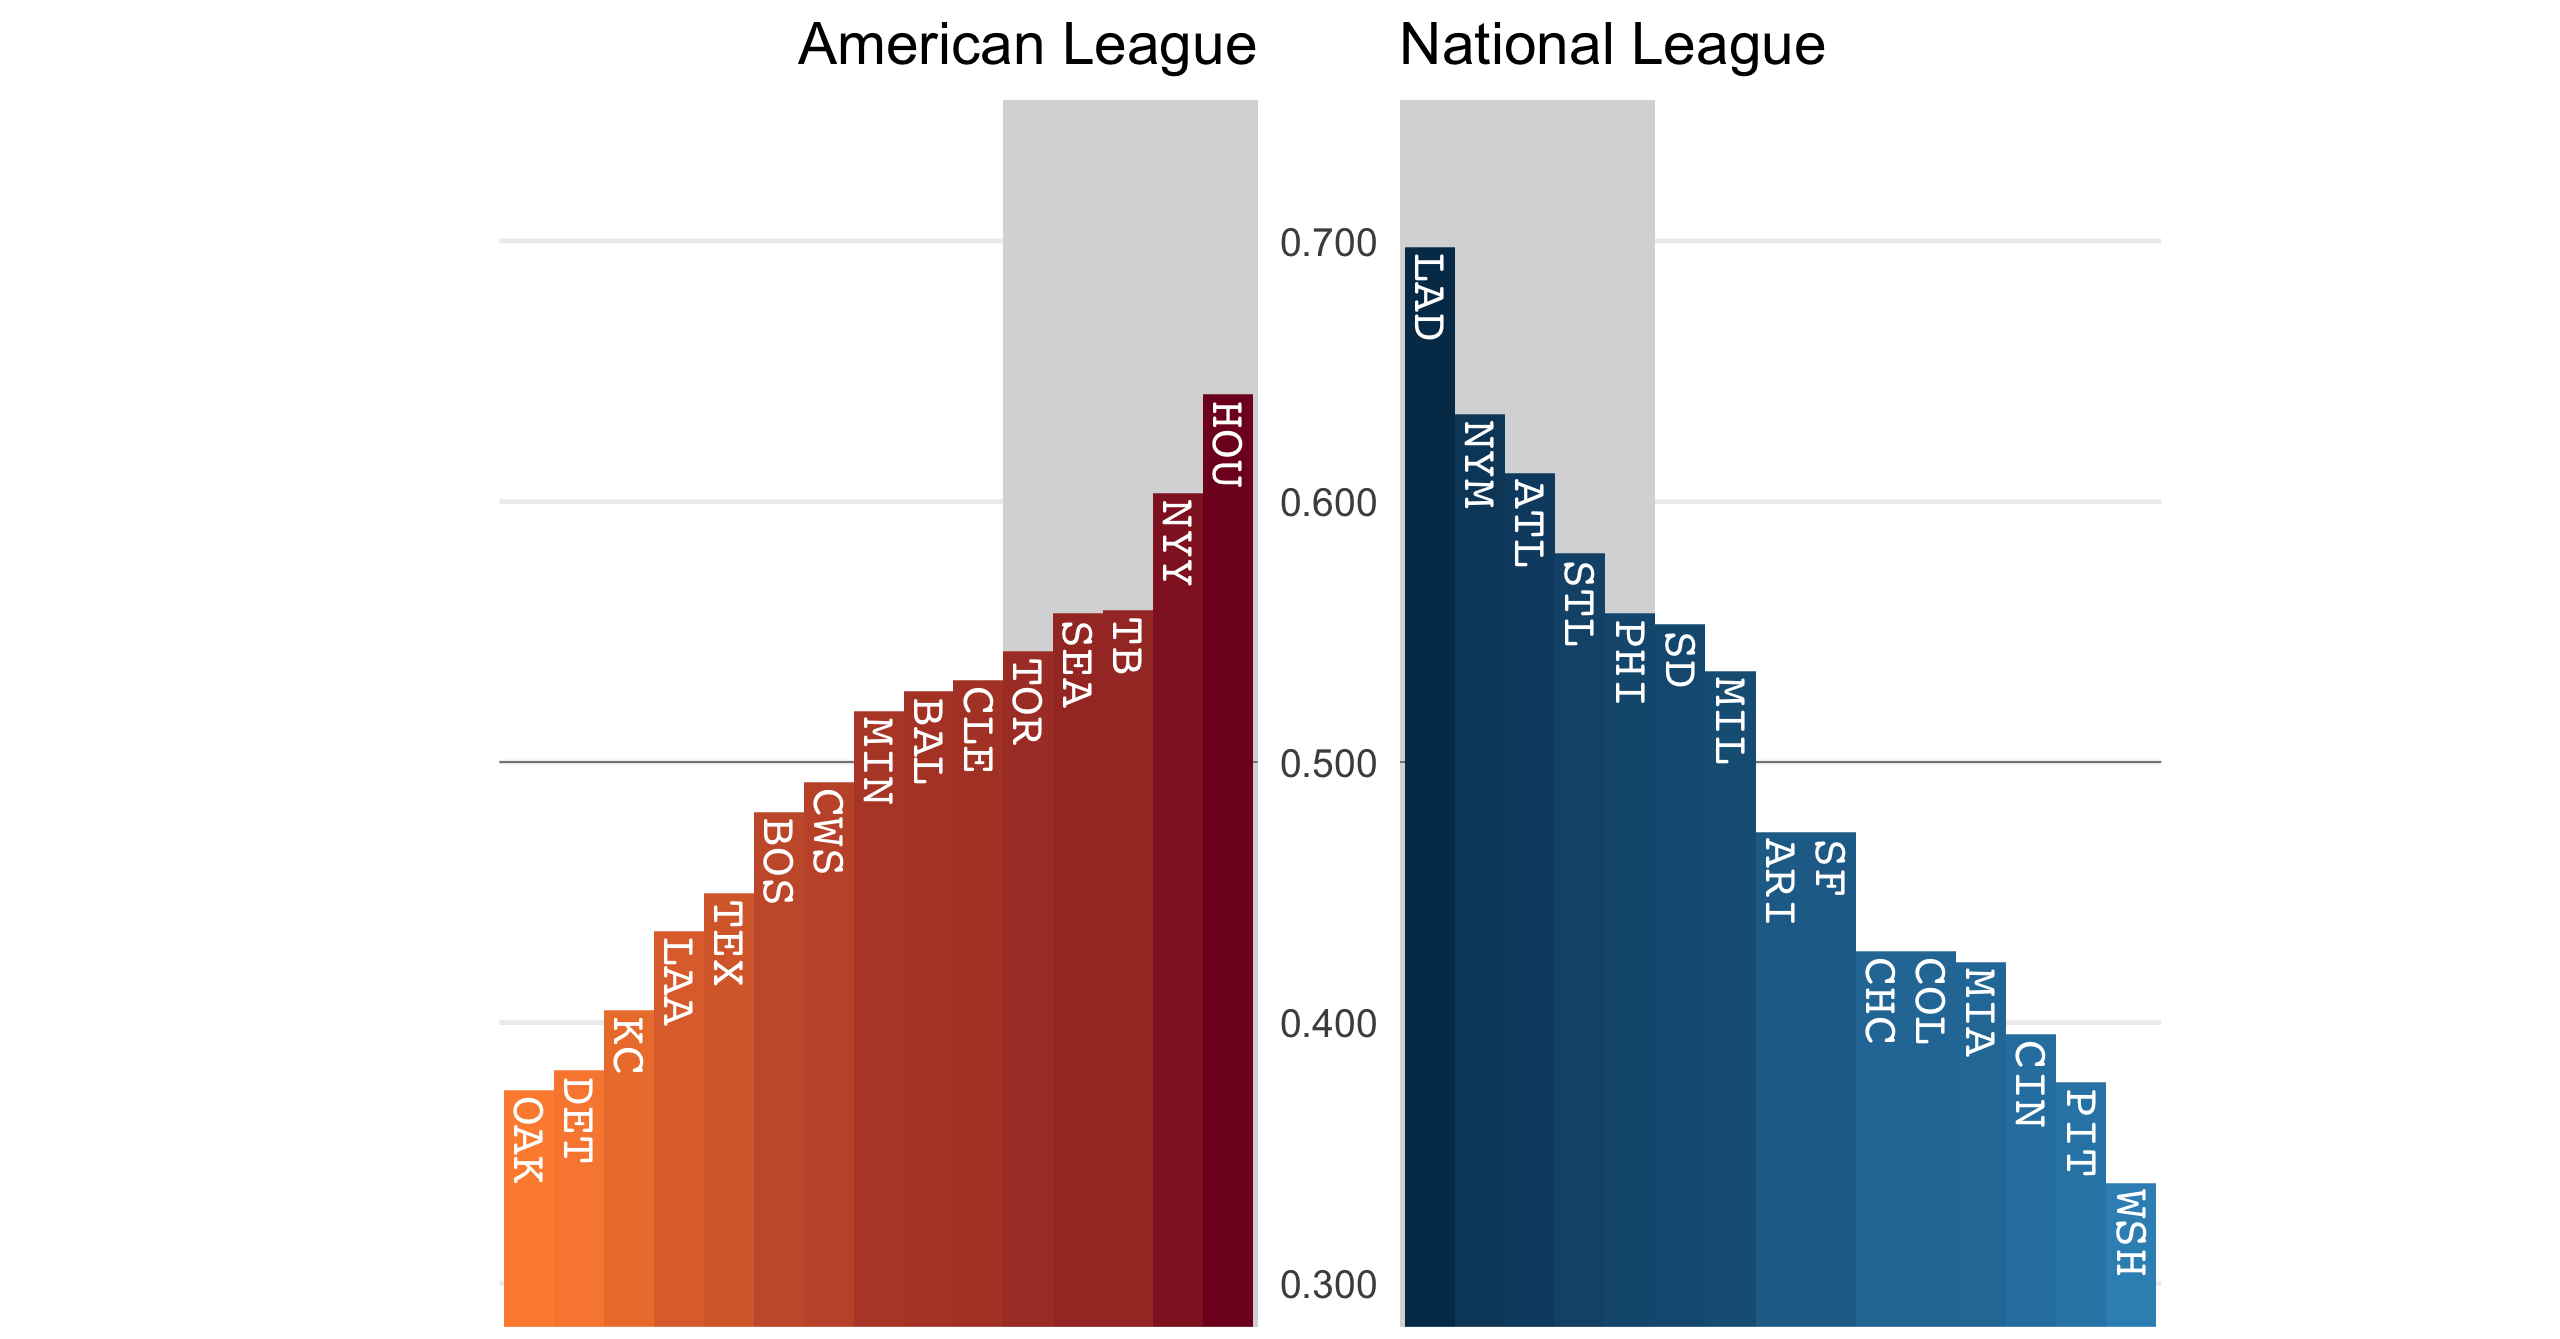 American League
National League
0.700
0.600
0.500
0.400
0.300
OAK
DET
KC
LAA
TEX
BOS
CWS
MIN
BAL
CLE
TOR
SEA
TB
NYY
HOU
LAD
NYM
ATL
STL
PHI
SD
MIL
ARI
SF
CHC
COL
MIA
CIN
PIT
WSH